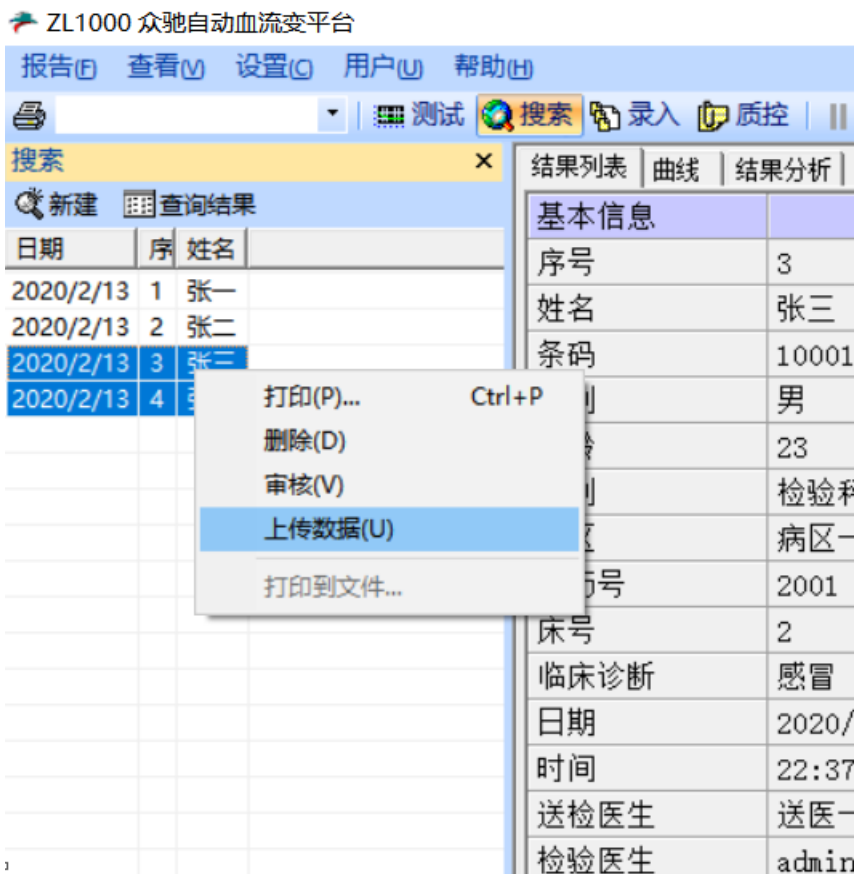 ZL1000 众驰自动血流变平台
报告(F) 查看(V) 设置(C) 用户(U) 帮助(H)
测试 搜索 录入 质控
搜索
新建 查询结果
日期 序 姓名
2020/2/13 1 张一
2020/2/13 2 张二
2020/2/13 3 张三
2020/2/13 4
打印(P)... Ctrl+P
删除(D)
审核(V)
上传数据(U)
打印到文件...
结果列表 曲线 结果分析
基本信息
序号 3
姓名 张三
条码 10001
男
23
检验科
病区一
号 2001
床号 2
临床诊断 感冒
日期 2020/
时间 22:37
送检医生 送医一
检验医生 admin